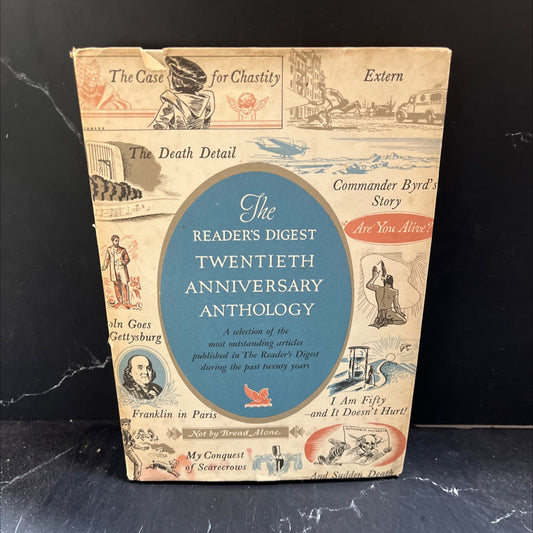 The Case for Chastity
Extern
The Death Detail
Commander Byrd's
Story
Are You Alive?
The
READER'S DIGEST
TWENTIETH
ANNIVERSARY
ANTHOLOGY
A selection of the
most outstanding articles
published in The Reader's Digest
during the past twenty years
oln Goes
Gettysburg
Franklin in Paris
I Am Fifty
—and It Doesn't Hurt!
Not by Bread Alone
My Conquest
of Scarecrows
—And Sudden Death